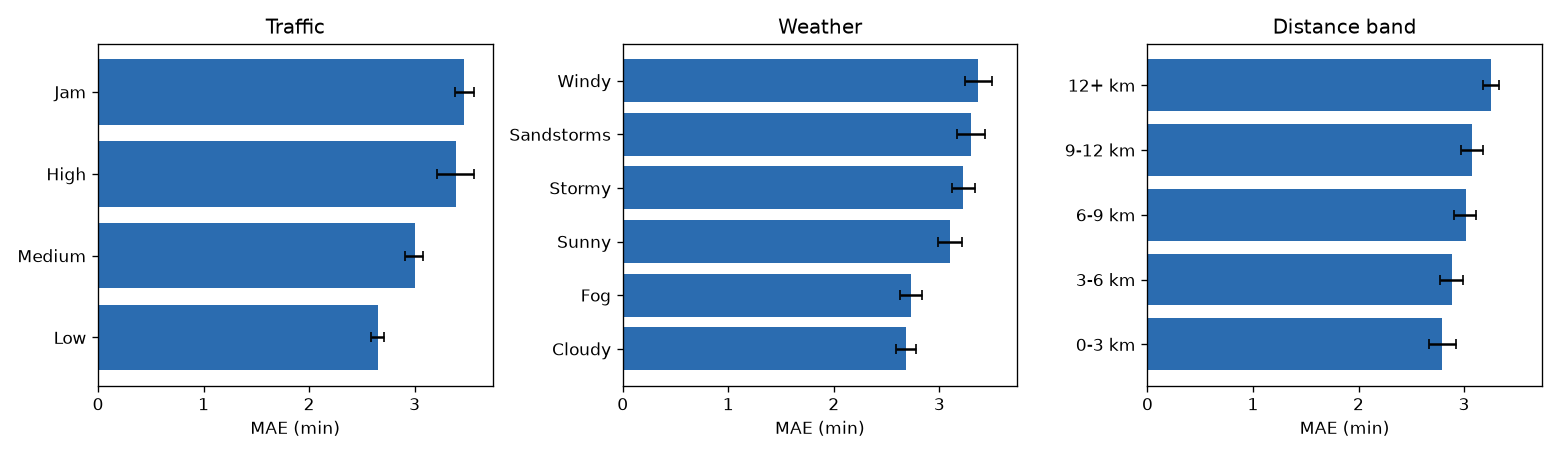 Traffic
Jam
High
Medium
Low
0 1 2 3
MAE (min)
Weather
Windy
Sandstorms
Stormy
Sunny
Fog
Cloudy
0 1 2 3
MAE (min)
Distance band
12+ km
9-12 km
6-9 km
3-6 km
0-3 km
0 1 2 3
MAE (min)